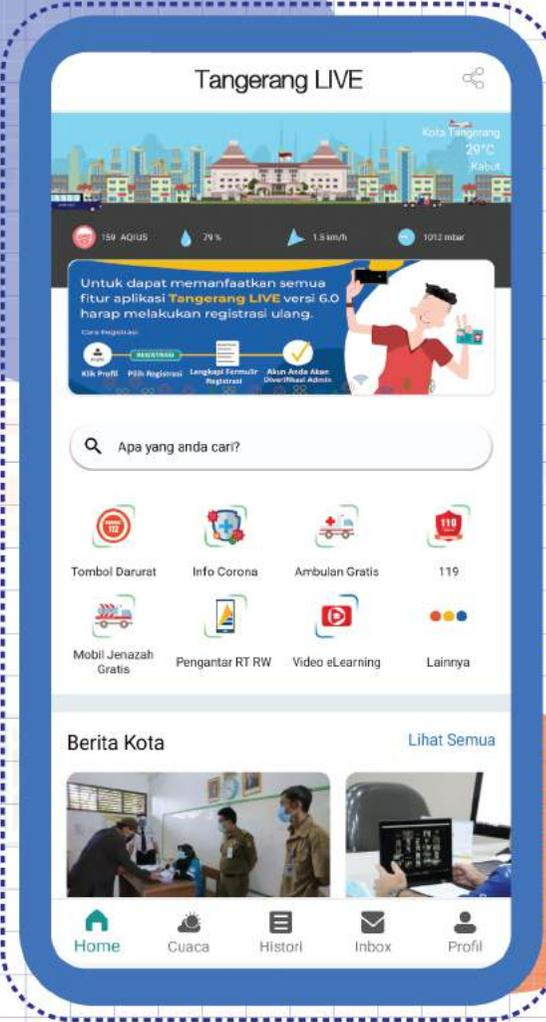 Tangerang LIVE
Kota Tangerang
29°C
Kabut
159 AQIUS
79%
1.5 km/h
1012 mbar
Untuk dapat memanfaatkan semua
fitur aplikasi Tangerang LIVE versi 6.0
harap melakukan registrasi ulang.
Cara Registrasi
Profil
REGISTRASI
Klik Profil
Pilih Registrasi
Lengkapi Formulir
Registrasi
Akun Anda Akan
Diverifikasi Admin
Apa yang anda cari?
112
110
Tombol Darurat
Info Corona
Ambulan Gratis
119
Mobil Jenazah
Gratis
Pengantar RT RW
Video eLearning
Lainnya
Berita Kota
Lihat Semua
Home
Cuaca
Histori
Inbox
Profil